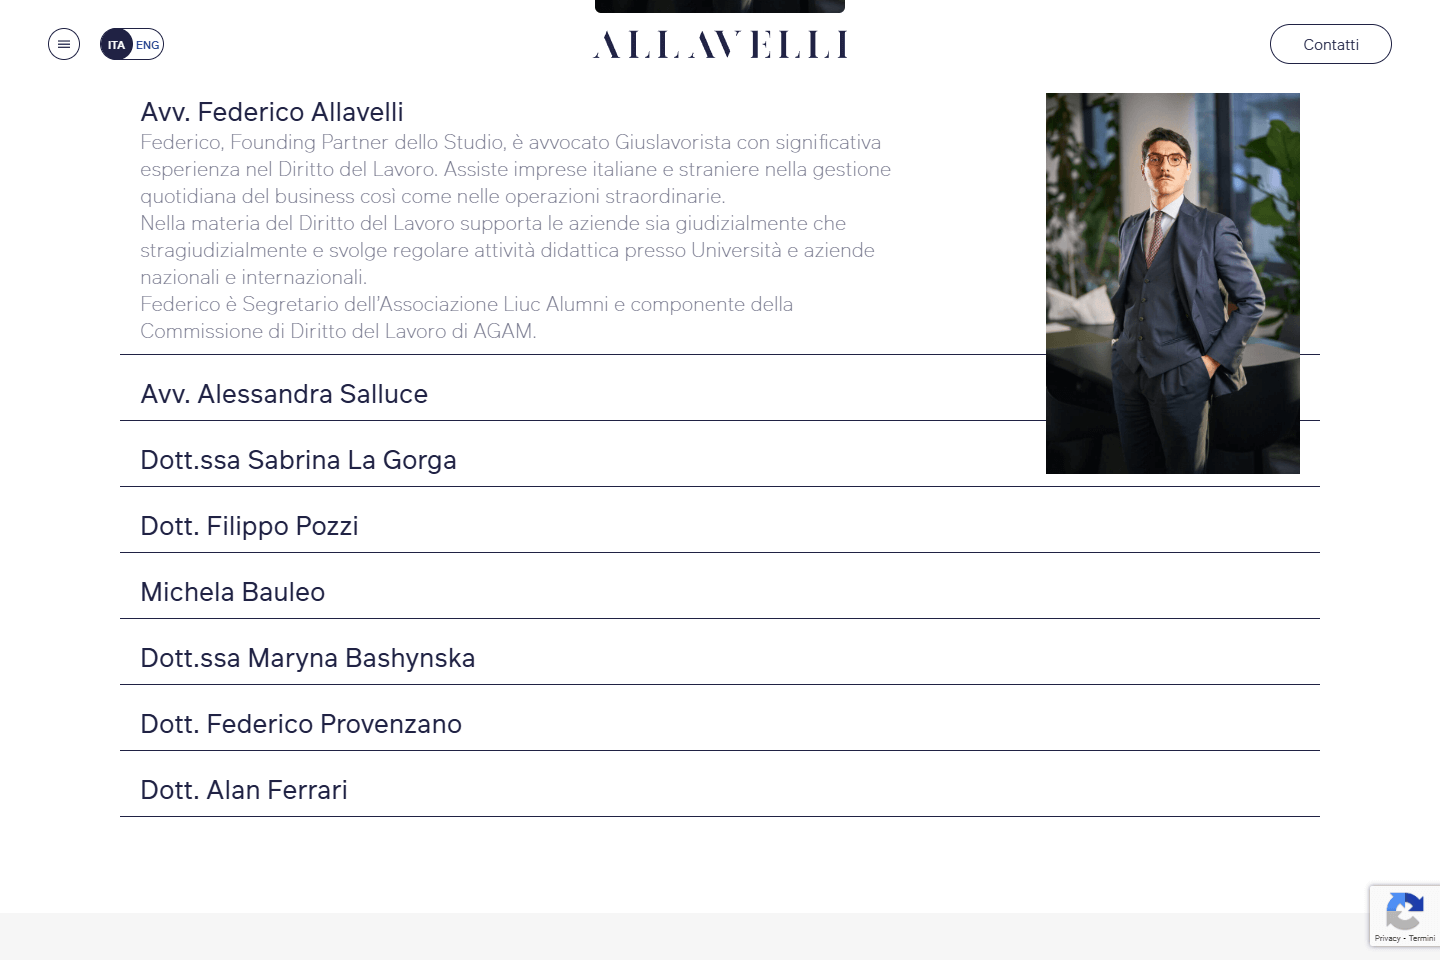 ITA ENG
ALLAVELLI
Contatti
Avv. Federico Allavelli
Federico, Founding Partner dello Studio, è avvocato Giuslavorista con significativa
esperienza nel Diritto del Lavoro. Assiste imprese italiane e straniere nella gestione
quotidiana del business così come nelle operazioni straordinarie.
Nella materia del Diritto del Lavoro supporta le aziende sia giudizialmente che
stragiudizialmente e svolge regolare attività didattica presso Università e aziende
nazionali e internazionali.
Federico è Segretario dell'Associazione Liuc Alumni e componente della
Commissione di Diritto del Lavoro di AGAM.
Avv. Alessandra Salluce
Dott.ssa Sabrina La Gorga
Dott. Filippo Pozzi
Michela Bauleo
Dott.ssa Maryna Bashynska
Dott. Federico Provenzano
Dott. Alan Ferrari
Privacy - Termini